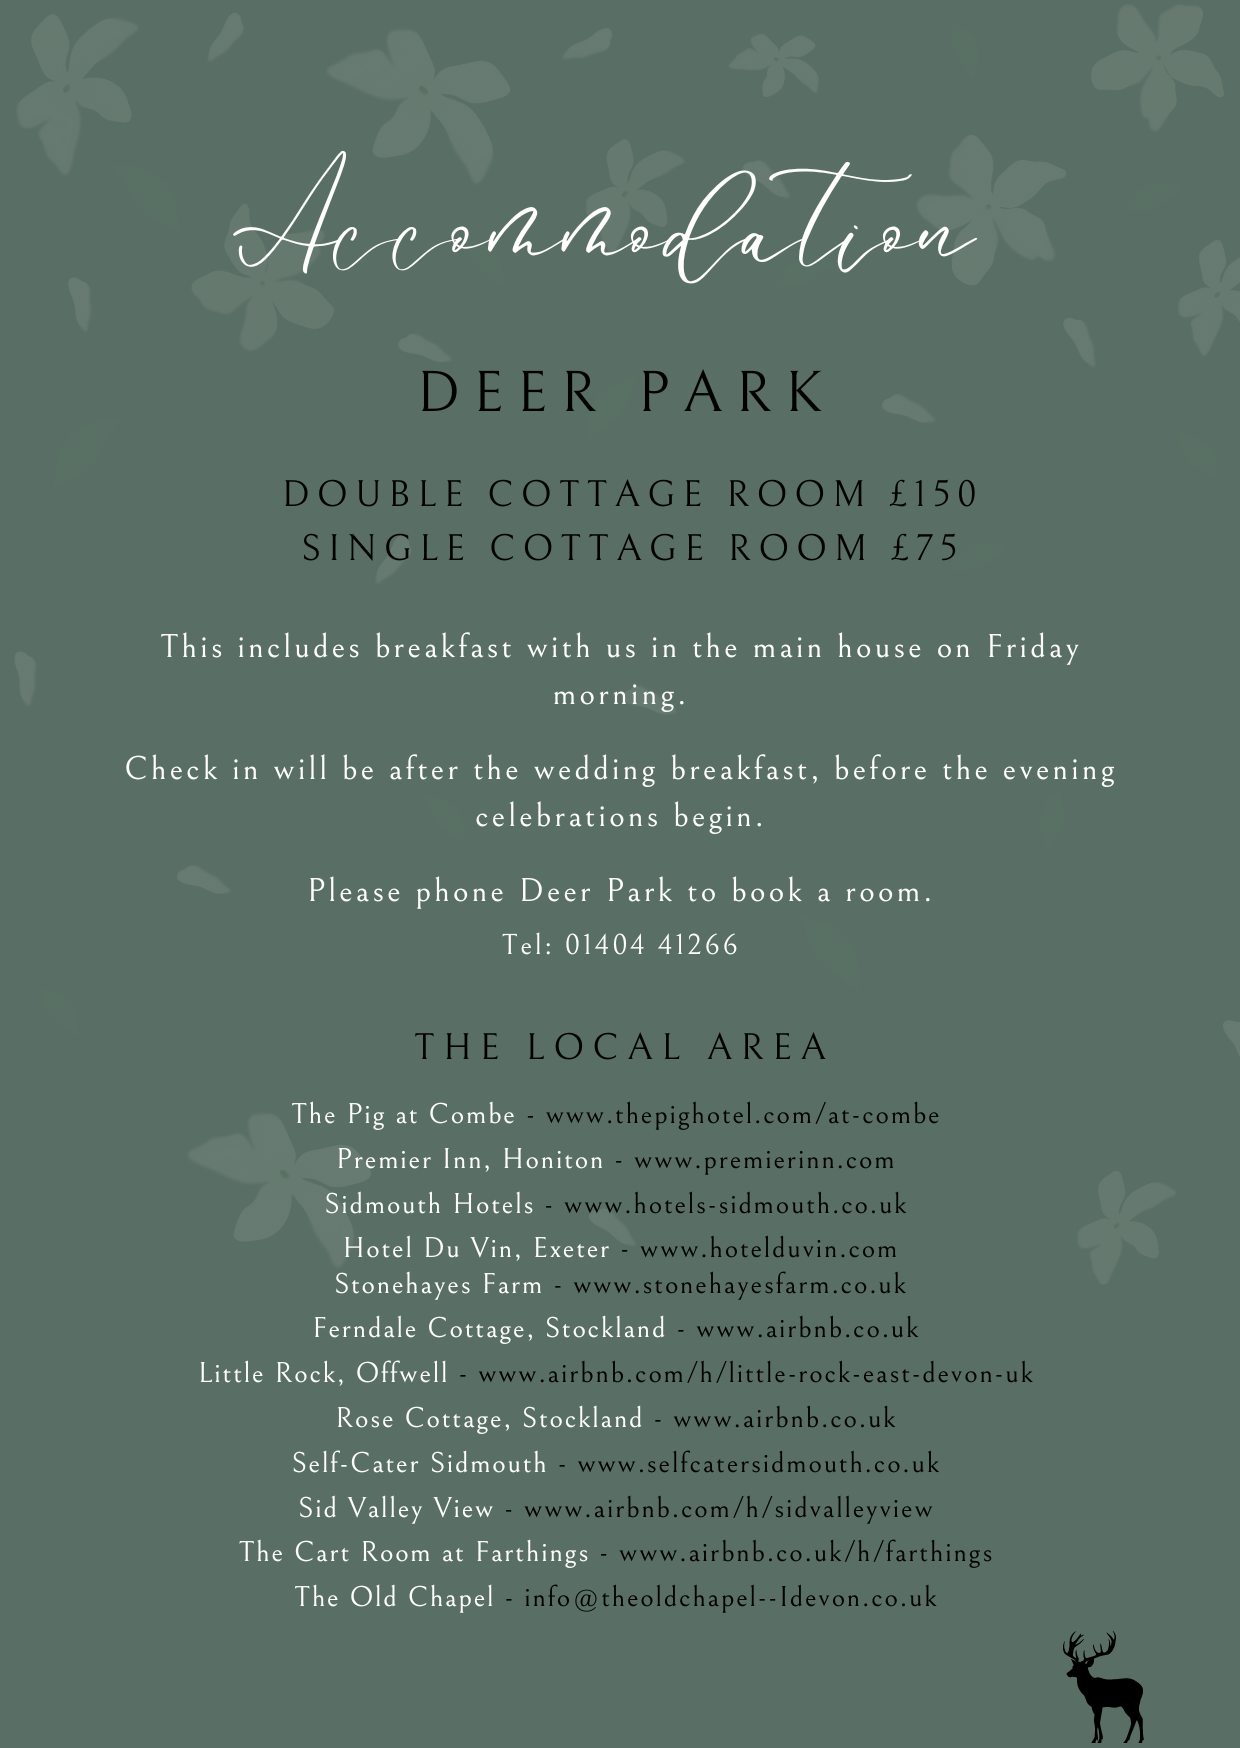 Accommodation
DEER PARK
DOUBLE COTTAGE ROOM £150
SINGLE COTTAGE ROOM £75
This includes breakfast with us in the main house on Friday
morning.
Check in will be after the wedding breakfast, before the evening
celebrations begin.
Please phone Deer Park to book a room.
Tel: 01404 41266
THE LOCAL AREA
The Pig at Combe - www.thepighotel.com/at-combe
Premier Inn, Honiton - www.premierinn.com
Sidmouth Hotels - www.hotels-sidmouth.co.uk
Hotel Du Vin, Exeter - www.hotelduvin.com
Stonehayes Farm - www.stonehayesfarm.co.uk
Ferndale Cottage, Stockland - www.airbnb.co.uk
Little Rock, Offwell - www.airbnb.com/h/little-rock-east-devon-uk
Rose Cottage, Stockland - www.airbnb.co.uk
Self-Cater Sidmouth - www.selfcatersidmouth.co.uk
Sid Valley View - www.airbnb.com/h/sidvalleyview
The Cart Room at Farthings - www.airbnb.co.uk/h/farthings
The Old Chapel - info@theoldchapel--Idevon.co.uk